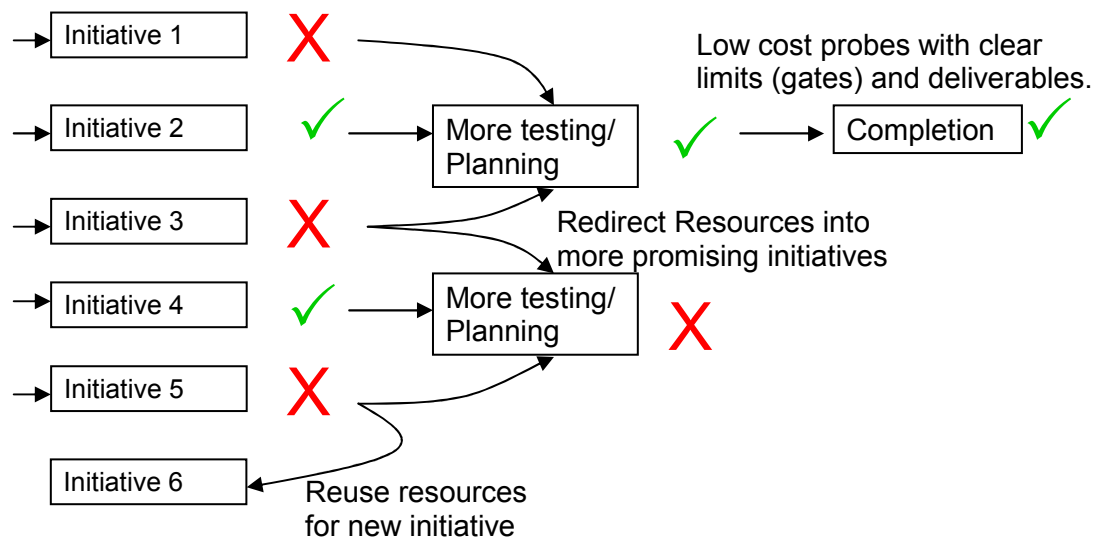 Initiative 1
Low cost probes with clear
limits (gates) and deliverables.
Initiative 2
More testing/
Planning
Completion
Initiative 3
Redirect Resources into
more promising initiatives
Initiative 4
More testing/
Planning
Initiative 5
Initiative 6
Reuse resources
for new initiative